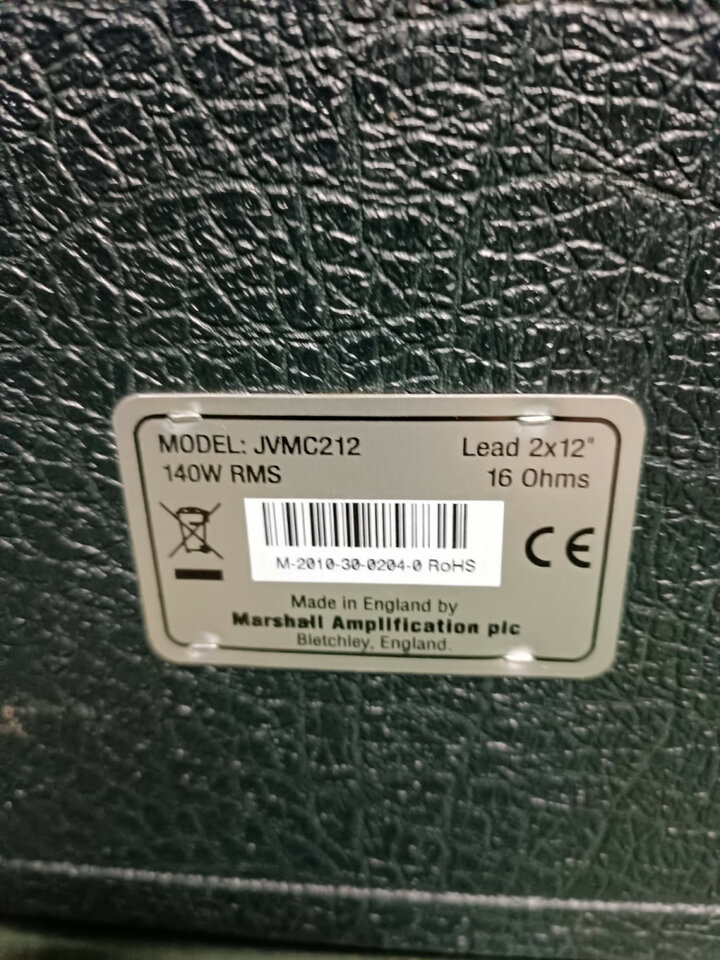 MODEL: JVMC212 Lead 2x12"
140W RMS 16 Ohms
CE
M-2010-30-0204-0 RoHS
Made in England by
Marshall Amplification plc
Bletchley, England.